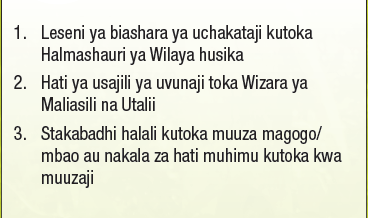 1. Leseni ya biashara ya uchakataji kutoka
Halmashauri ya Wilaya husika
2. Hati ya usajili ya uvunaji toka Wizara ya
Maliasili na Utalii
3. Stakabadhi halali kutoka muuza magogo/
mbao au nakala za hati muhimu kutoka kwa
muuzaji